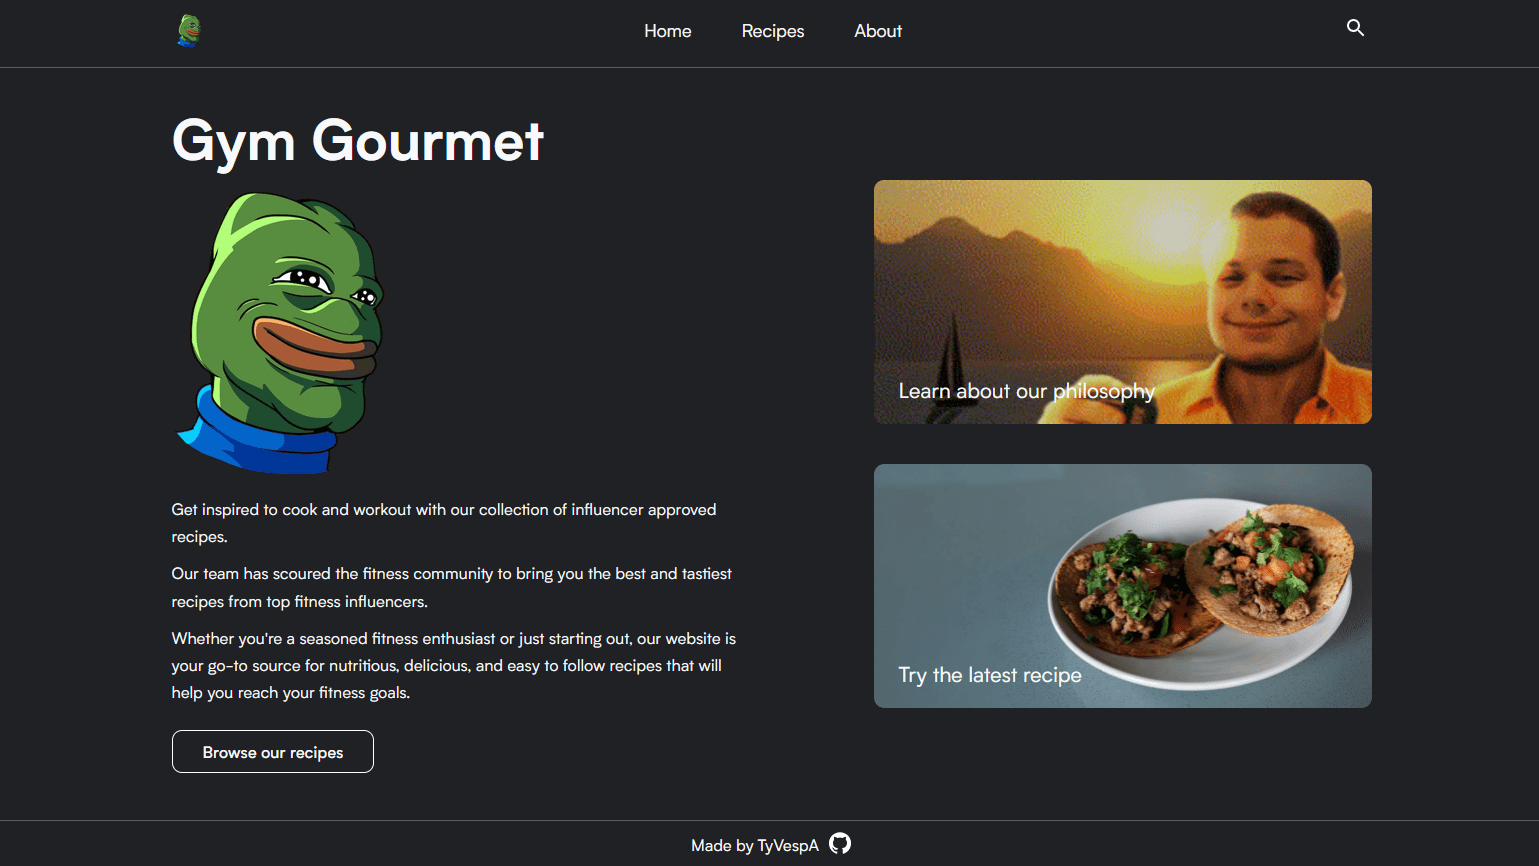 Home Recipes About
Gym Gourmet
Get inspired to cook and workout with our collection of influencer approved
recipes.
Our team has scoured the fitness community to bring you the best and tastiest
recipes from top fitness influencers.
Whether you're a seasoned fitness enthusiast or just starting out, our website is
your go-to source for nutritious, delicious, and easy to follow recipes that will
help you reach your fitness goals.
Browse our recipes
Learn about our philosophy
Try the latest recipe
Made by TyVespA